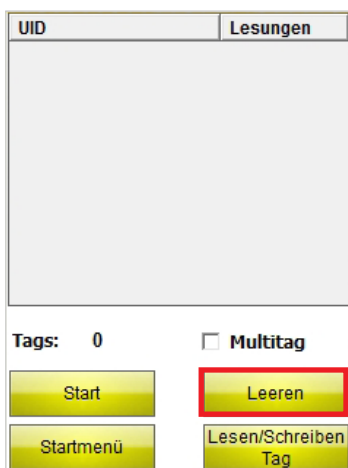 UID Lesungen
Tags: 0 Multitag
Start Leeren
Startmenü Lesen/Schreiben
Tag